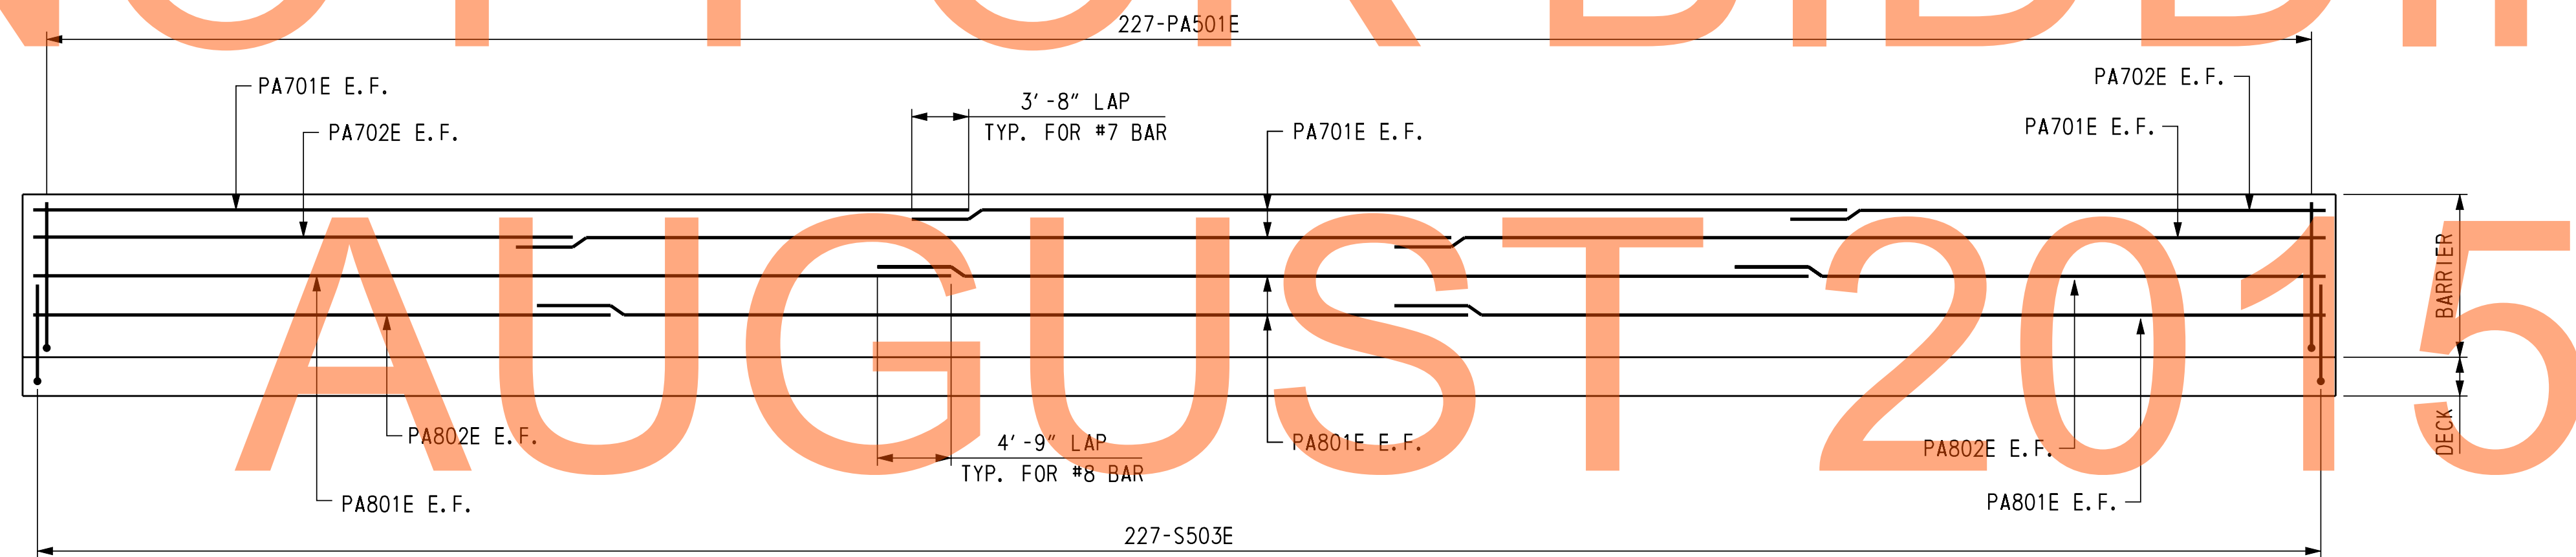 227-PA501E
PA701E E.F.
PA702E E.F.
3'-8" LAP
TYP. FOR #7 BAR
PA701E E.F.
PA702E E.F.
PA701E E.F.
BARRIER
DECK
PA802E E.F.
PA801E E.F.
4'-9" LAP
TYP. FOR #8 BAR
PA801E E.F.
PA802E E.F.
PA801E E.F.
227-S503E
AUGUST 2015